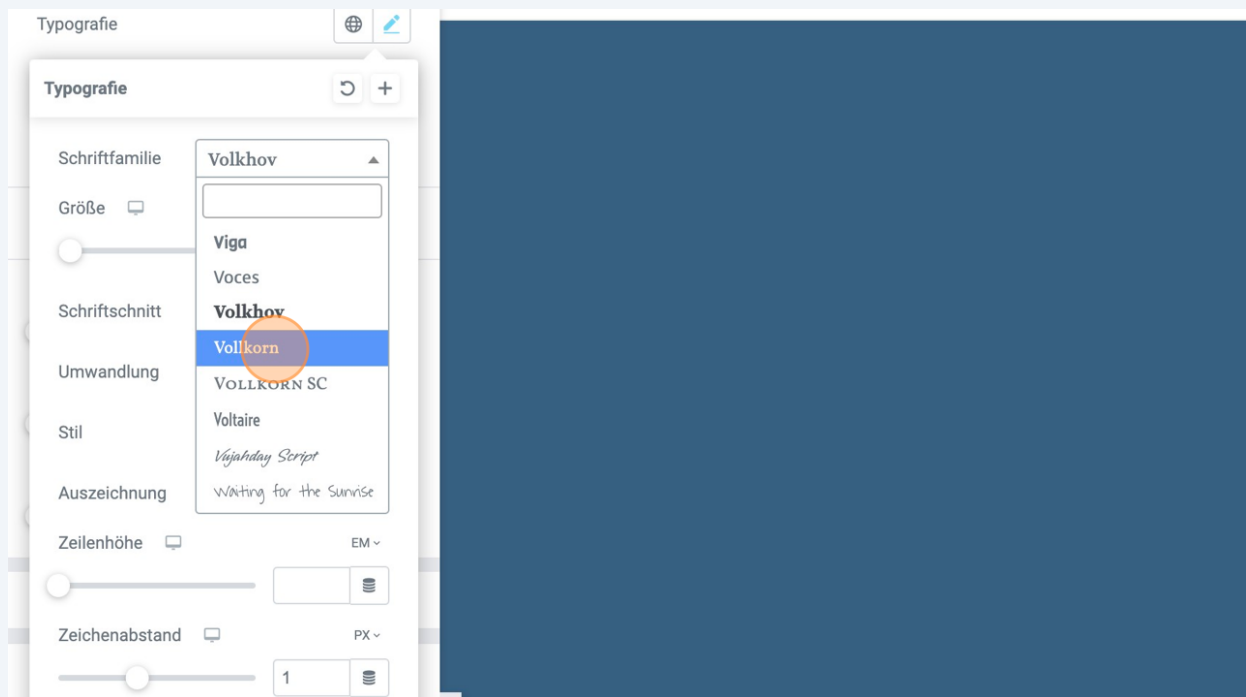 Typografie
Typografie
Schriftfamilie
Volkhov
Größe
Viga
Voces
Schriftschnitt
Volkhov
Vollkorn
Umwandlung
Vollkorn SC
Voltaire
Stil
Vujahday Script
Auszeichnung
Waiting for the Sunrise
Zeilenhöhe
EM
Zeichenabstand
PX
1